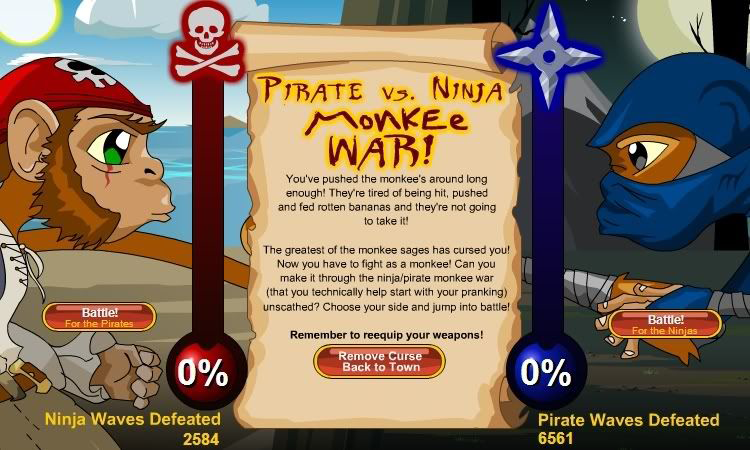 PIRATE vs. NINJA
MONKEE
WAR!
You've pushed the monkee's around long
enough! They're tired of being hit, pushed
and fed rotten bananas and they're not going
to take it!
The greatest of the monkee sages has cursed you!
Now you have to fight as a monkee! Can you
make it through the ninja/pirate monkee war
(that you technically help start with your pranking)
unscathed? Choose your side and jump into battle!
Remember to reequip your weapons!
Remove Curse
Back to Town
Battle!
For the Pirates
Battle!
For the Ninjas
0%
0%
Ninja Waves Defeated
2584
Pirate Waves Defeated
6561